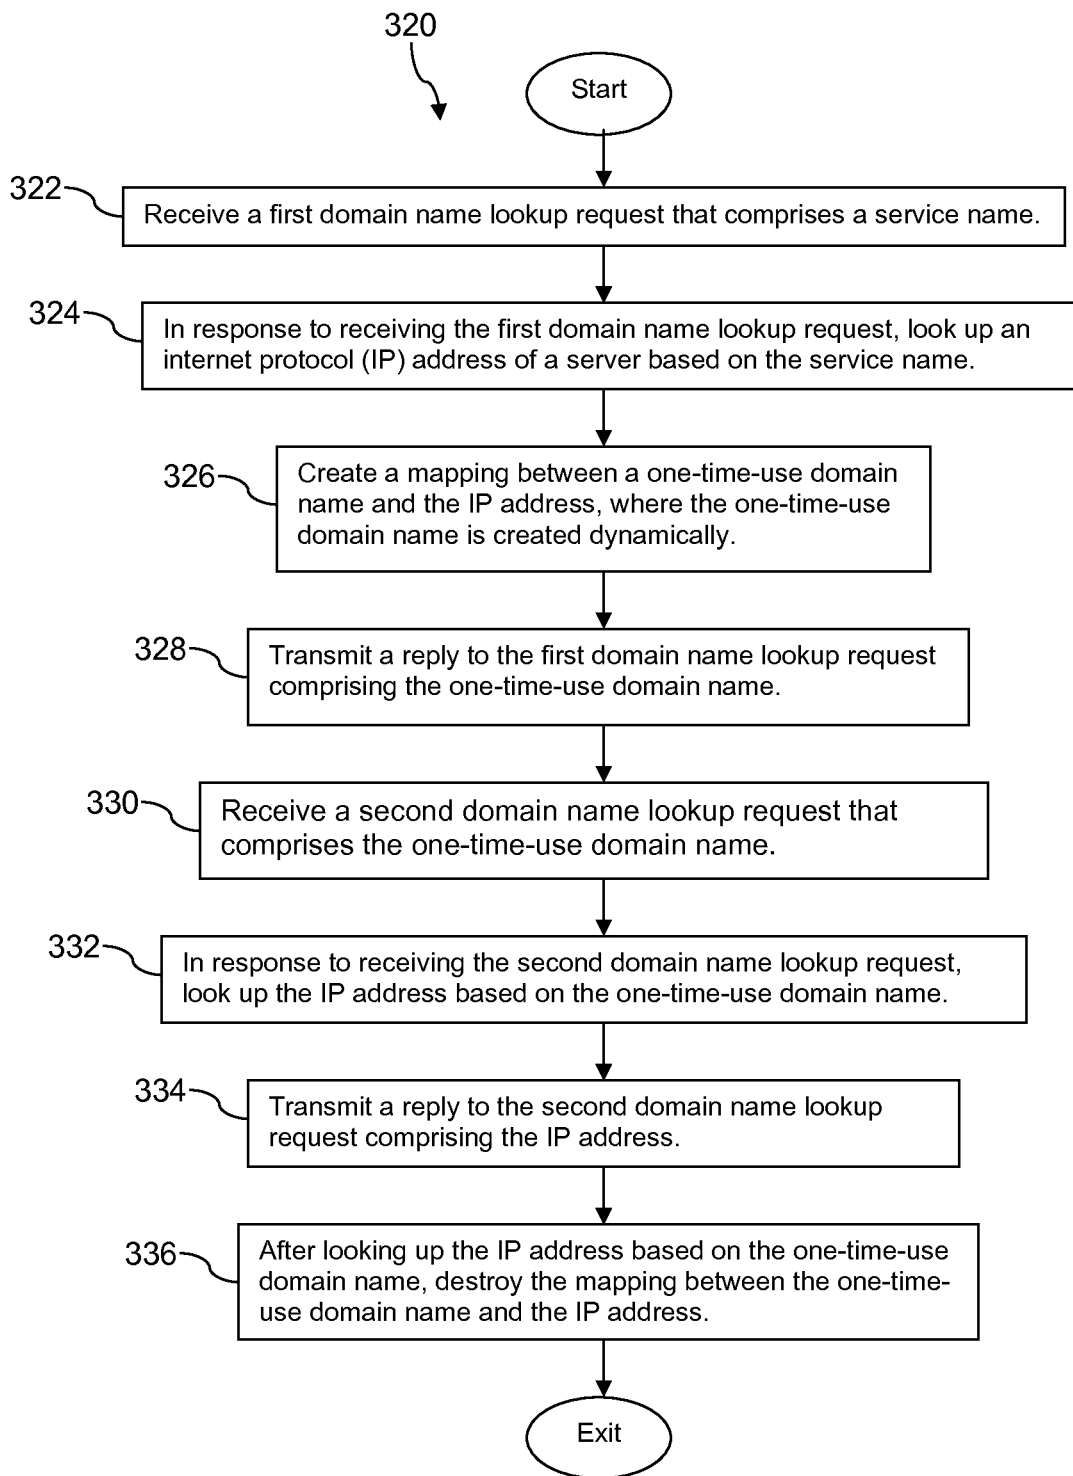 320
Start
322
Receive a first domain name lookup request that comprises a service name.
324
In response to receiving the first domain name lookup request, look up an
internet protocol (IP) address of a server based on the service name.
326
Create a mapping between a one-time-use domain
name and the IP address, where the one-time-use
domain name is created dynamically.
328
Transmit a reply to the first domain name lookup request
comprising the one-time-use domain name.
330
Receive a second domain name lookup request that
comprises the one-time-use domain name.
332
In response to receiving the second domain name lookup request,
look up the IP address based on the one-time-use domain name.
334
Transmit a reply to the second domain name lookup
request comprising the IP address.
336
After looking up the IP address based on the one-time-use
domain name, destroy the mapping between the one-time-
use domain name and the IP address.
Exit